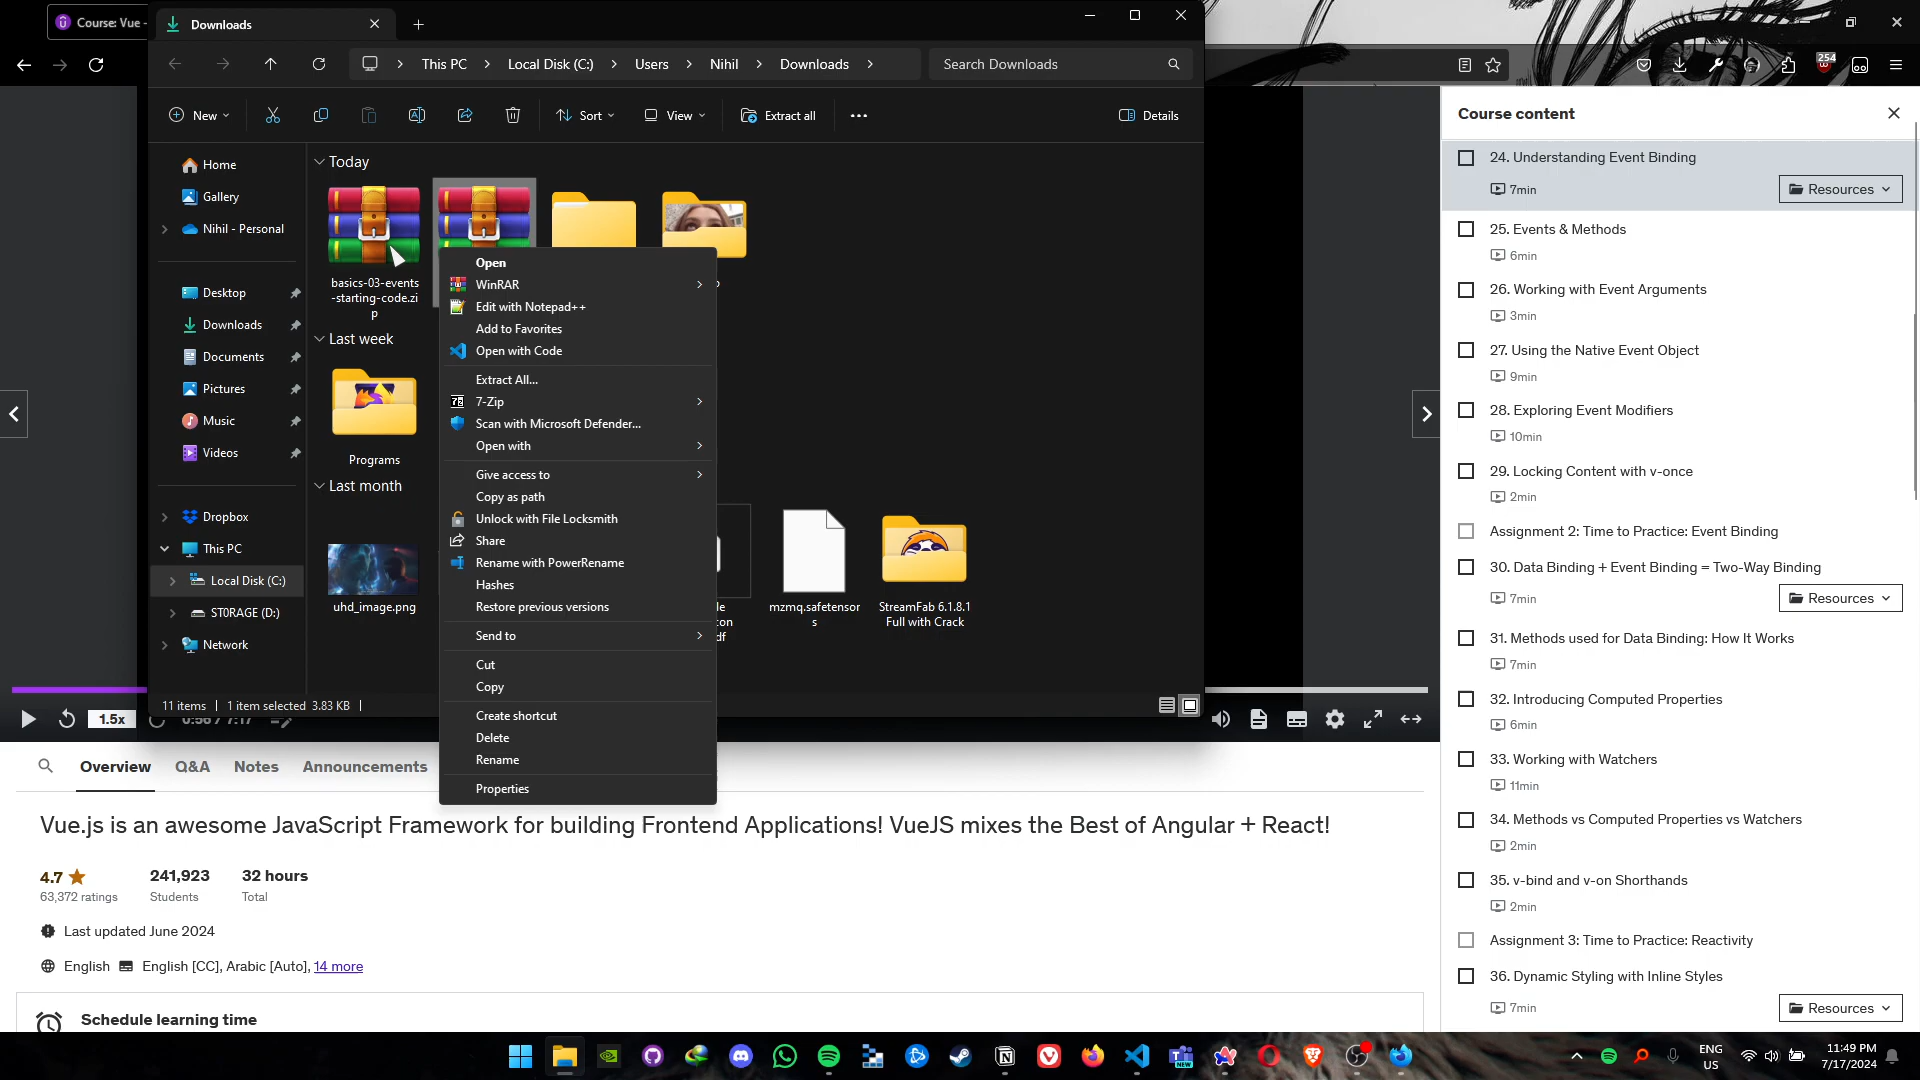 Course: Vue -
Downloads
This PC
Local Disk (C:)
Users
Nihil
Downloads
Search Downloads
254
New
Sort
View
Extract all
Details
Home
Gallery
Nihil - Personal
Desktop
Downloads
Documents
Pictures
Music
Videos
Dropbox
This PC
Local Disk (C:)
ST0RAGE (D:)
Network
Today
basics-03-events
-starting-code.zi
p
Last week
Programs
Last month
uhd_image.png
mzmq.safetensor
s
StreamFab 6.1.8.1
Full with Crack
Open
WinRAR
Edit with Notepad++
Add to Favorites
Open with Code
Extract All...
7-Zip
Scan with Microsoft Defender...
Open with
Give access to
Copy as path
Unlock with File Locksmith
Share
Rename with PowerRename
Hashes
Restore previous versions
Send to
Cut
Copy
Create shortcut
Delete
Rename
Properties
11 items
1 item selected 3.83 KB
1.5x
0:56 / 7:17
Overview
Q&A
Notes
Announcements
Vue.js is an awesome JavaScript Framework for building Frontend Applications! VueJS mixes the Best of Angular + React!
4.7
63,372 ratings
241,923
Students
32 hours
Total
Last updated June 2024
English
English [CC], Arabic [Auto], 14 more
Schedule learning time
Course content
24. Understanding Event Binding
7min
Resources
25. Events & Methods
6min
26. Working with Event Arguments
3min
27. Using the Native Event Object
9min
28. Exploring Event Modifiers
10min
29. Locking Content with v-once
2min
Assignment 2: Time to Practice: Event Binding
30. Data Binding + Event Binding = Two-Way Binding
7min
Resources
31. Methods used for Data Binding: How It Works
7min
32. Introducing Computed Properties
6min
33. Working with Watchers
11min
34. Methods vs Computed Properties vs Watchers
2min
35. v-bind and v-on Shorthands
2min
Assignment 3: Time to Practice: Reactivity
36. Dynamic Styling with Inline Styles
7min
Resources
ENG
US
11:49 PM
7/17/2024